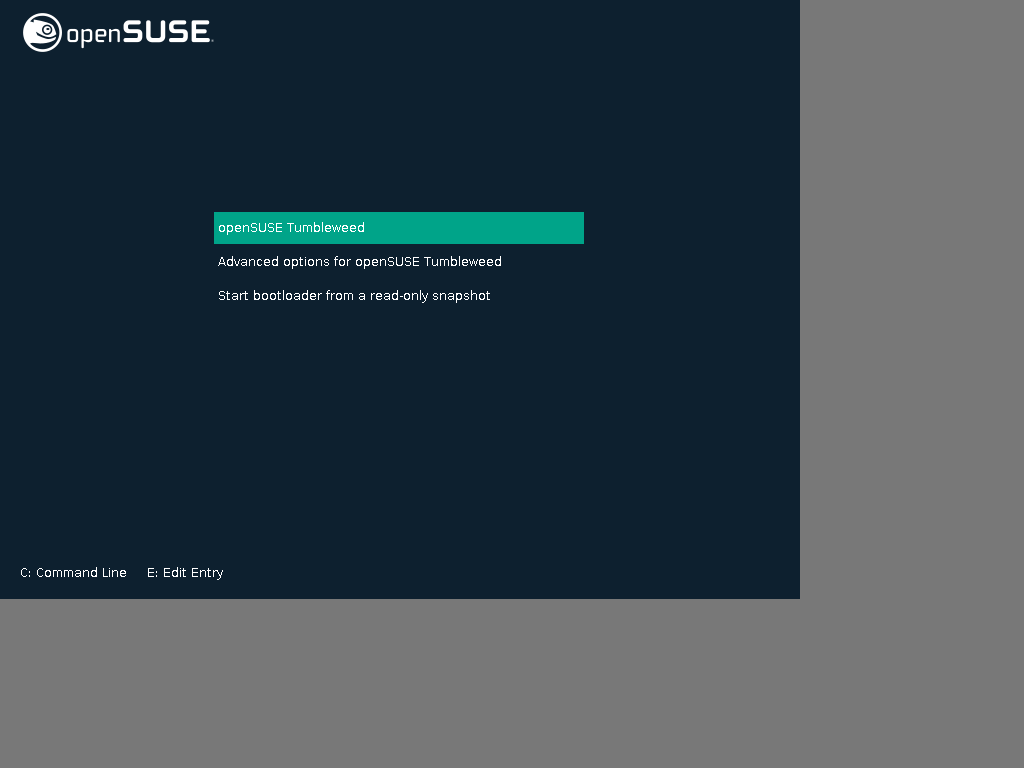 openSUSE.
openSUSE Tumbleweed
Advanced options for openSUSE Tumbleweed
Start bootloader from a read-only snapshot
C: Command Line E: Edit Entry